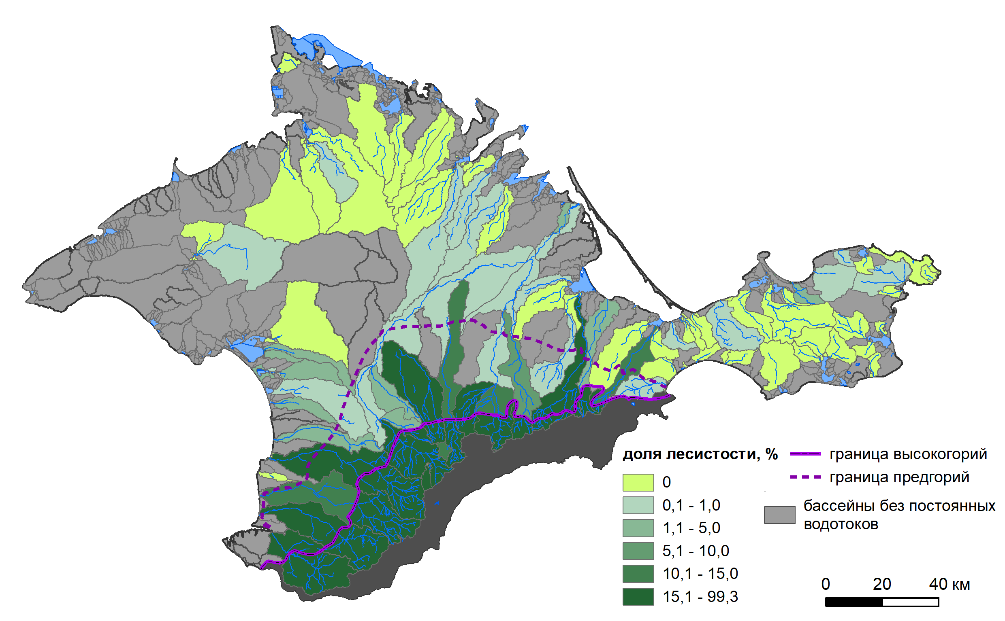 доля лесистости, %
0
0,1 - 1,0
1,1 - 5,0
5,1 - 10,0
10,1 - 15,0
15,1 - 99,3
граница высокогорий
граница предгорий
бассейны без постоянных
водотоков
0 20 40 км